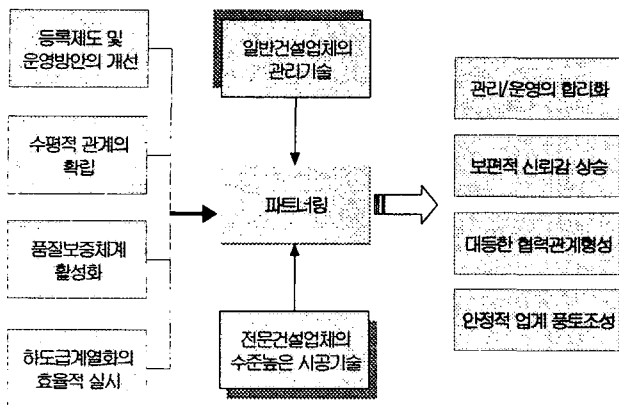 등록제도 및
운영방안의 개선
수평적 관계의
확립
품질보증체계
활성화
하도급계열화의
효율적 실시
일반건설업체의
관리기술
파트너링
전문건설업체의
수준높은 시공기술
관리/운영의 합리화
보편적 신뢰감 상승
대등한 협력관계형성
안정적 업계 풍토조성